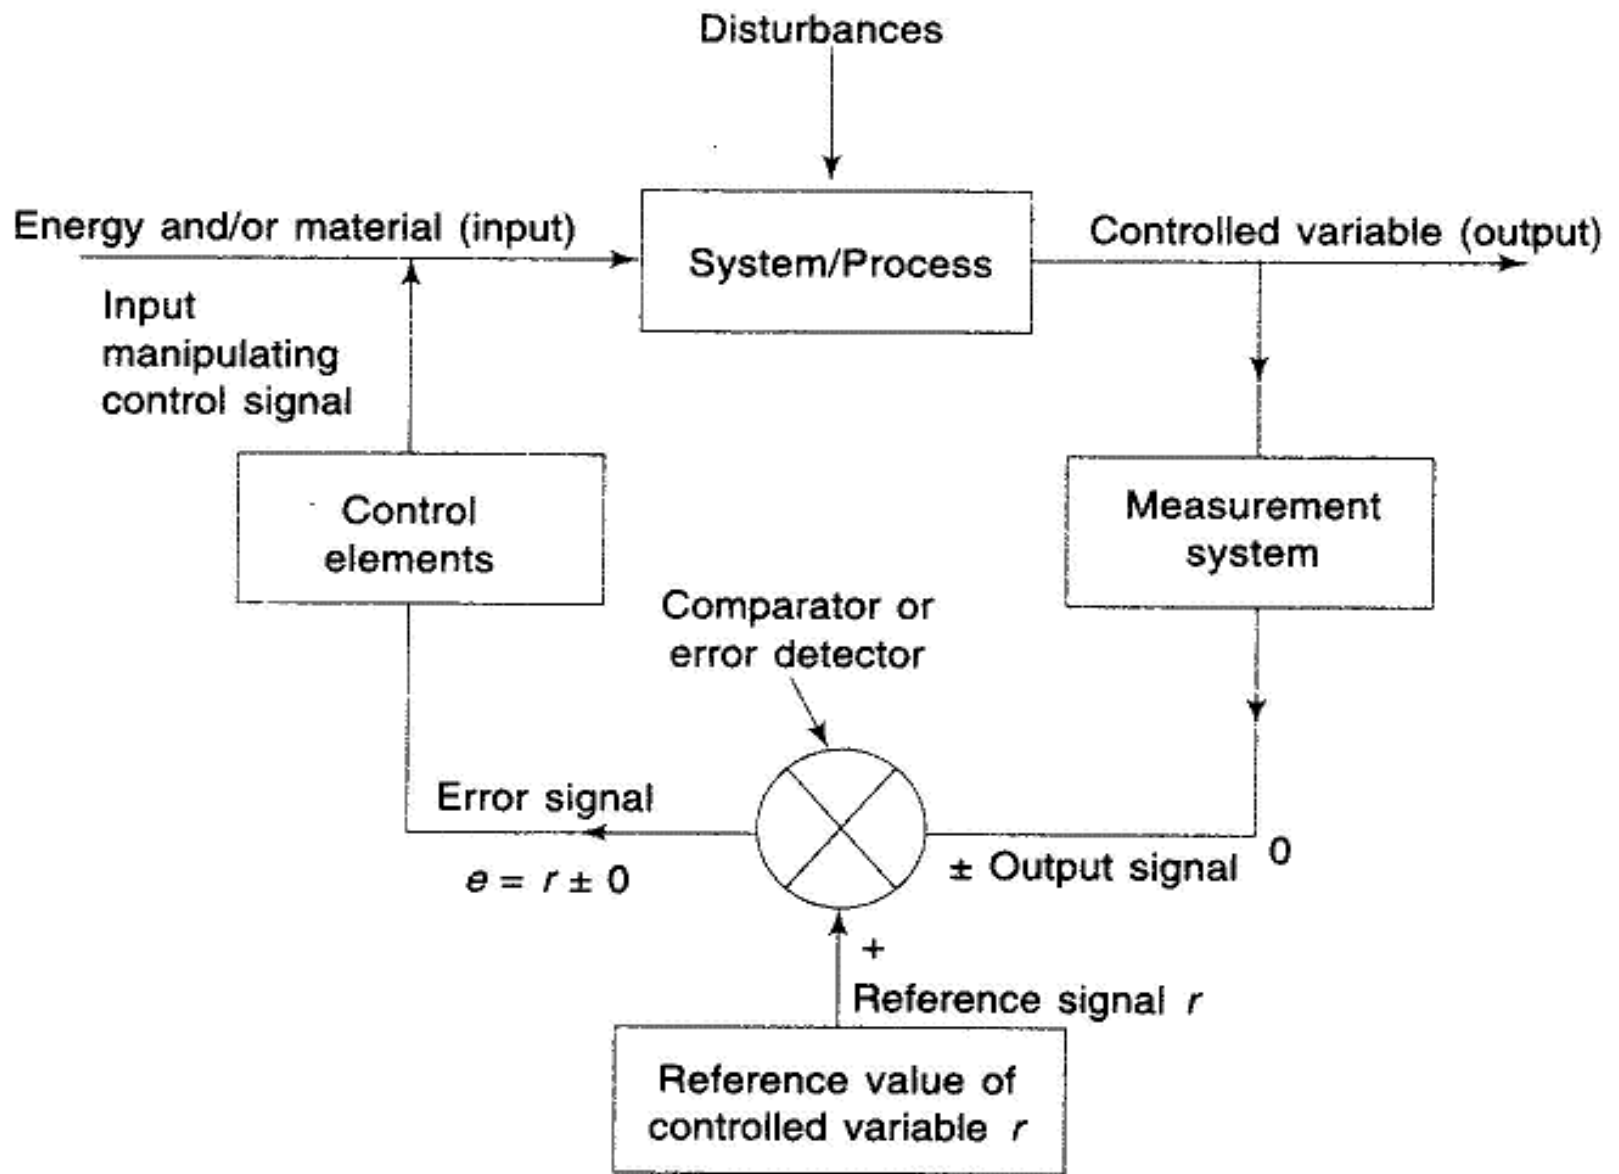 Disturbances
Energy and/or material (input)
System/Process
Controlled variable (output)
Input
manipulating
control signal
Control
elements
Measurement
system
Comparator or
error detector
Error signal
e = r ± 0
± Output signal 0
+
Reference signal r
Reference value of
controlled variable r